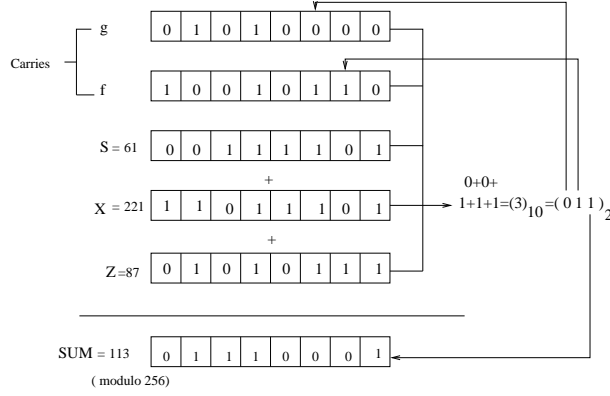 g 0 1 0 1 0 0 0 0
Carries
f 1 0 0 1 0 1 1 0
S = 61 0 0 1 1 1 1 0 1
+
0+0+
X = 221 1 1 0 1 1 1 0 1 1+1+1=(3)10=( 0 1 1 )2
+
Z=87 0 1 0 1 0 1 1 1
SUM = 113 0 1 1 1 0 0 0 1
( modulo 256)